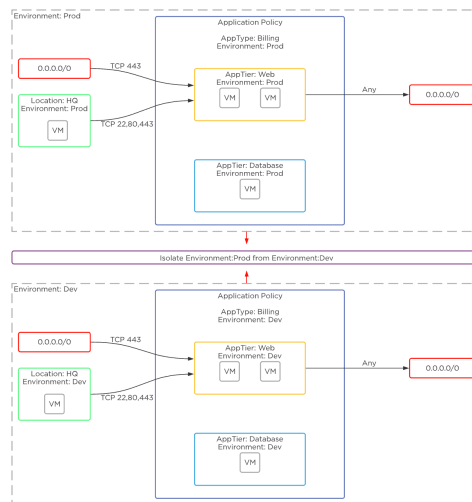 Environment: Prod
Application Policy
AppType: Billing
Environment: Prod
0.0.0.0/0
TCP 443
Location: HQ
Environment: Prod
VM
TCP 22,80,443
AppTier: Web
Environment: Prod
VM
VM
Any
0.0.0.0/0
AppTier: Database
Environment: Prod
VM
Isolate Environment:Prod from Environment:Dev
Environment: Dev
Application Policy
AppType: Billing
Environment: Dev
0.0.0.0/0
TCP 443
Location: HQ
Environment: Dev
VM
TCP 22,80,443
AppTier: Web
Environment: Dev
VM
VM
Any
0.0.0.0/0
AppTier: Database
Environment: Dev
VM